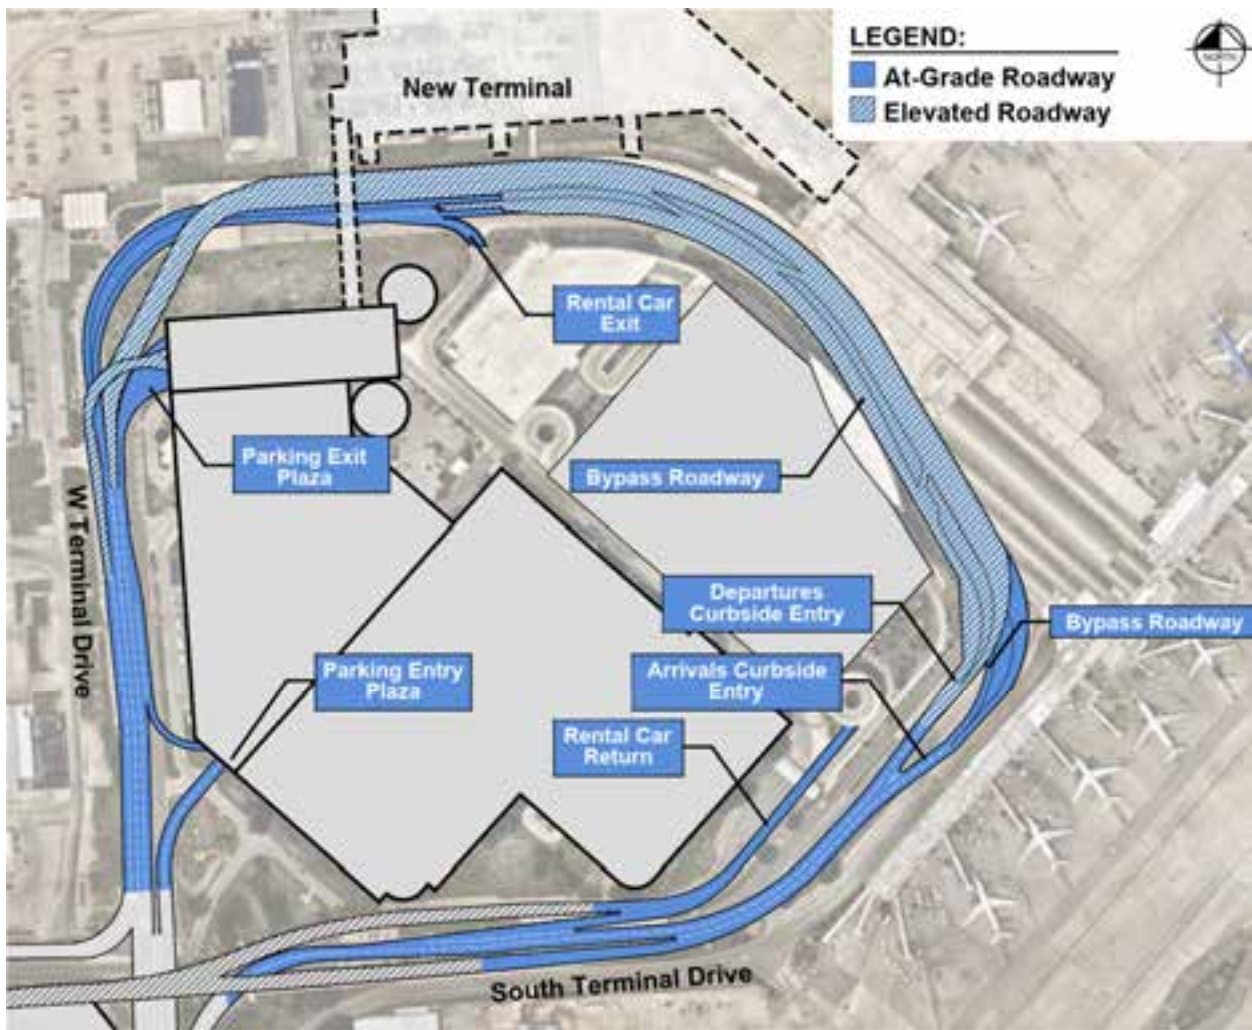 LEGEND:
At-Grade Roadway
Elevated Roadway
NORTH
New Terminal
Rental Car
Exit
Parking Exit
Plaza
Bypass Roadway
W Terminal Drive
Departures
Curbside Entry
Bypass Roadway
Parking Entry
Plaza
Arrivals Curbside
Entry
Rental Car
Return
South Terminal Drive